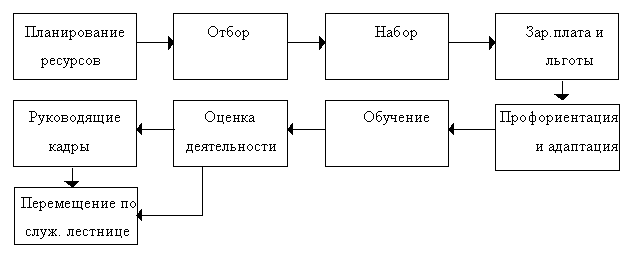 Планирование
ресурсов
Отбор
Набор
Зар.плата и
льготы
Профориентация
и адаптация
Обучение
Оценка
деятельности
Руководящие
кадры
Перемещение по
служ. лестнице